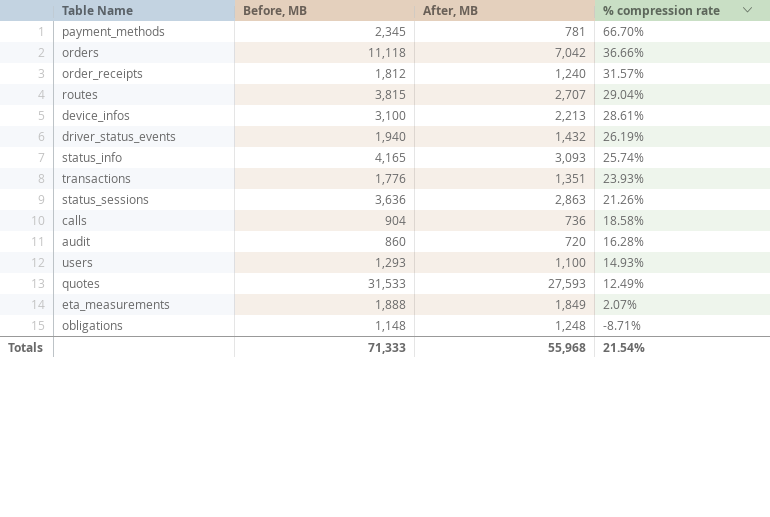 Table Name Before, MB After, MB % compression rate
1 payment_methods 2,345 781 66.70%
2 orders 11,118 7,042 36.66%
3 order_receipts 1,812 1,240 31.57%
4 routes 3,815 2,707 29.04%
5 device_infos 3,100 2,213 28.61%
6 driver_status_events 1,940 1,432 26.19%
7 status_info 4,165 3,093 25.74%
8 transactions 1,776 1,351 23.93%
9 status_sessions 3,636 2,863 21.26%
10 calls 904 736 18.58%
11 audit 860 720 16.28%
12 users 1,293 1,100 14.93%
13 quotes 31,533 27,593 12.49%
14 eta_measurements 1,888 1,849 2.07%
15 obligations 1,148 1,248 -8.71%
Totals 71,333 55,968 21.54%